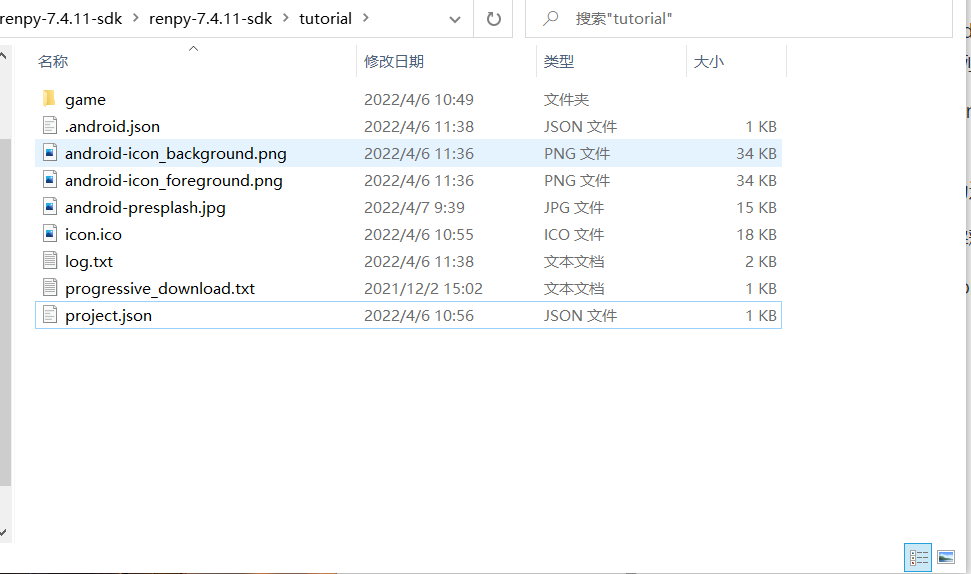 renpy-7.4.11-sdk > renpy-7.4.11-sdk > tutorial >
搜索"tutorial"
名称 修改日期 类型 大小
game 2022/4/6 10:49 文件夹
.android.json 2022/4/6 11:38 JSON 文件 1 KB
android-icon_background.png 2022/4/6 11:36 PNG 文件 34 KB
android-icon_foreground.png 2022/4/6 11:36 PNG 文件 34 KB
android-presplash.jpg 2022/4/7 9:39 JPG 文件 15 KB
icon.ico 2022/4/6 10:55 ICO 文件 18 KB
log.txt 2022/4/6 11:38 文本文档 2 KB
progressive_download.txt 2021/12/2 15:02 文本文档 1 KB
project.json 2022/4/6 10:56 JSON 文件 1 KB